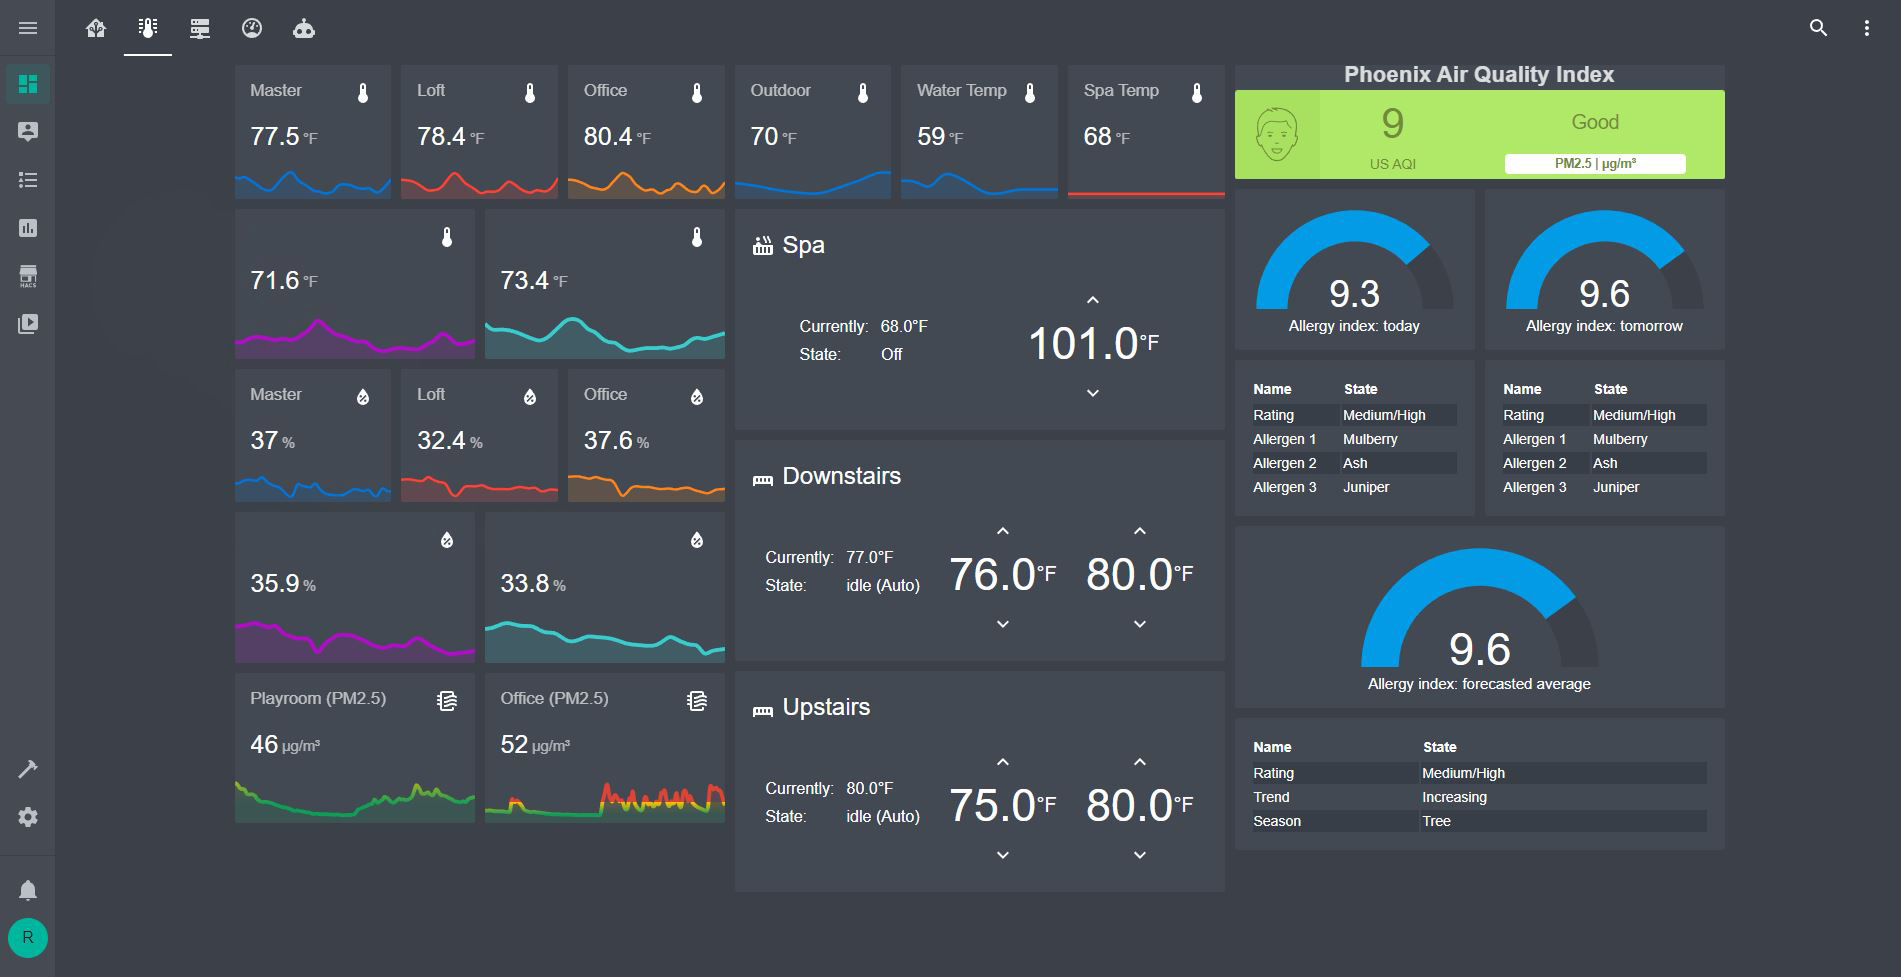 Master
77.5 °F
Loft
78.4 °F
Office
80.4 °F
Outdoor
70 °F
Water Temp
59 °F
Spa Temp
68 °F
71.6 °F
73.4 °F
Master
37 %
Loft
32.4 %
Office
37.6 %
35.9 %
33.8 %
Playroom (PM2.5)
46 µg/m³
Office (PM2.5)
52 µg/m³
Spa
Currently: 68.0°F
State: Off
101.0°F
Downstairs
Currently: 77.0°F
State: idle (Auto)
76.0°F 80.0°F
Upstairs
Currently: 80.0°F
State: idle (Auto)
75.0°F 80.0°F
Phoenix Air Quality Index
9
US AQI
Good
PM2.5 | µg/m³
9.3
Allergy index: today
9.6
Allergy index: tomorrow
Name State
Rating Medium/High
Allergen 1 Mulberry
Allergen 2 Ash
Allergen 3 Juniper
Name State
Rating Medium/High
Allergen 1 Mulberry
Allergen 2 Ash
Allergen 3 Juniper
9.6
Allergy index: forecasted average
Name State
Rating Medium/High
Trend Increasing
Season Tree
HACS
R